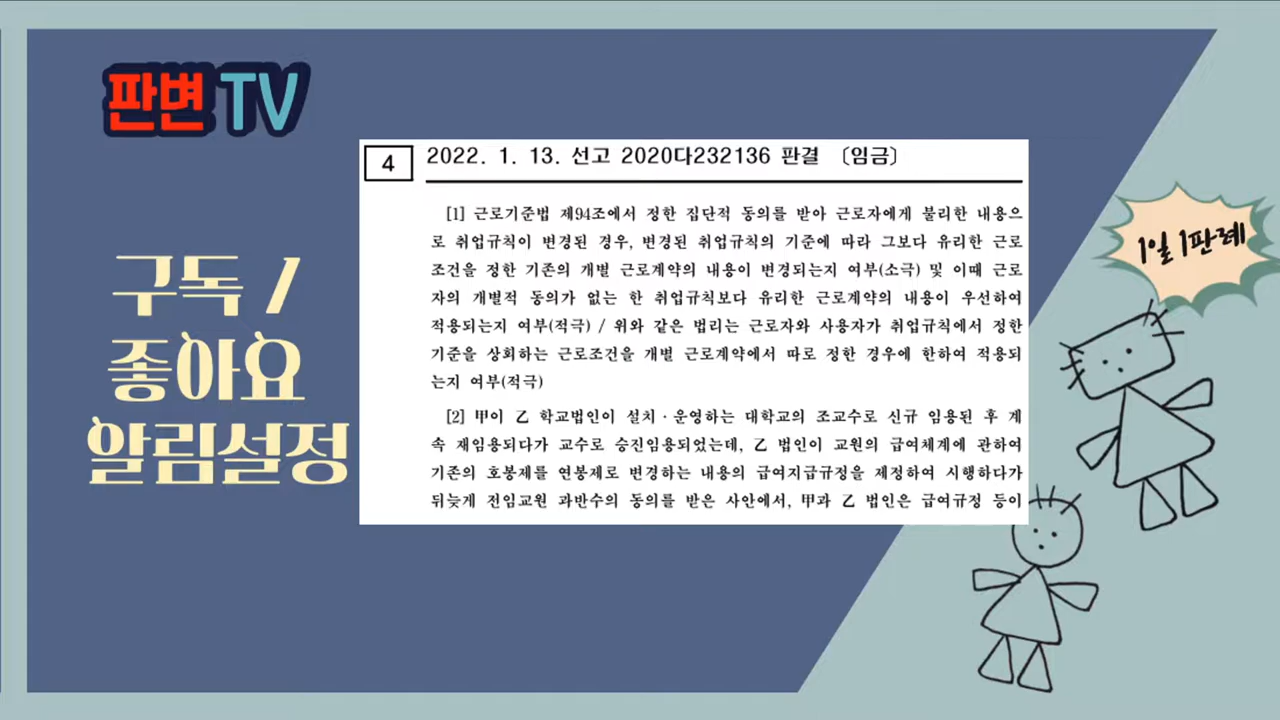 판변 TV
4
2022. 1. 13. 선고 2020다232136 판결 〔임금〕
[1] 근로기준법 제94조에서 정한 집단적 동의를 받아 근로자에게 불리한 내용으
로 취업규칙이 변경된 경우, 변경된 취업규칙의 기준에 따라 그보다 유리한 근로
조건을 정한 기존의 개별 근로계약의 내용이 변경되는지 여부(소극) 및 이때 근로
자의 개별적 동의가 없는 한 취업규칙보다 유리한 근로계약의 내용이 우선하여
적용되는지 여부(적극) / 위와 같은 법리는 근로자와 사용자가 취업규칙에서 정한
기준을 상회하는 근로조건을 개별 근로계약에서 따로 정한 경우에 한하여 적용되
는지 여부(적극)
[2] 甲이 乙 학교법인이 설치·운영하는 대학교의 조교수로 신규 임용된 후 계
속 재임용되다가 교수로 승진임용되었는데, 乙 법인이 교원의 급여체계에 관하여
기존의 호봉제를 연봉제로 변경하는 내용의 급여지급규정을 제정하여 시행하다가
뒤늦게 전임교원 과반수의 동의를 받은 사안에서, 甲과 乙 법인은 급여규정 등이
구독 /
좋아요
알림설정
1일 1판례